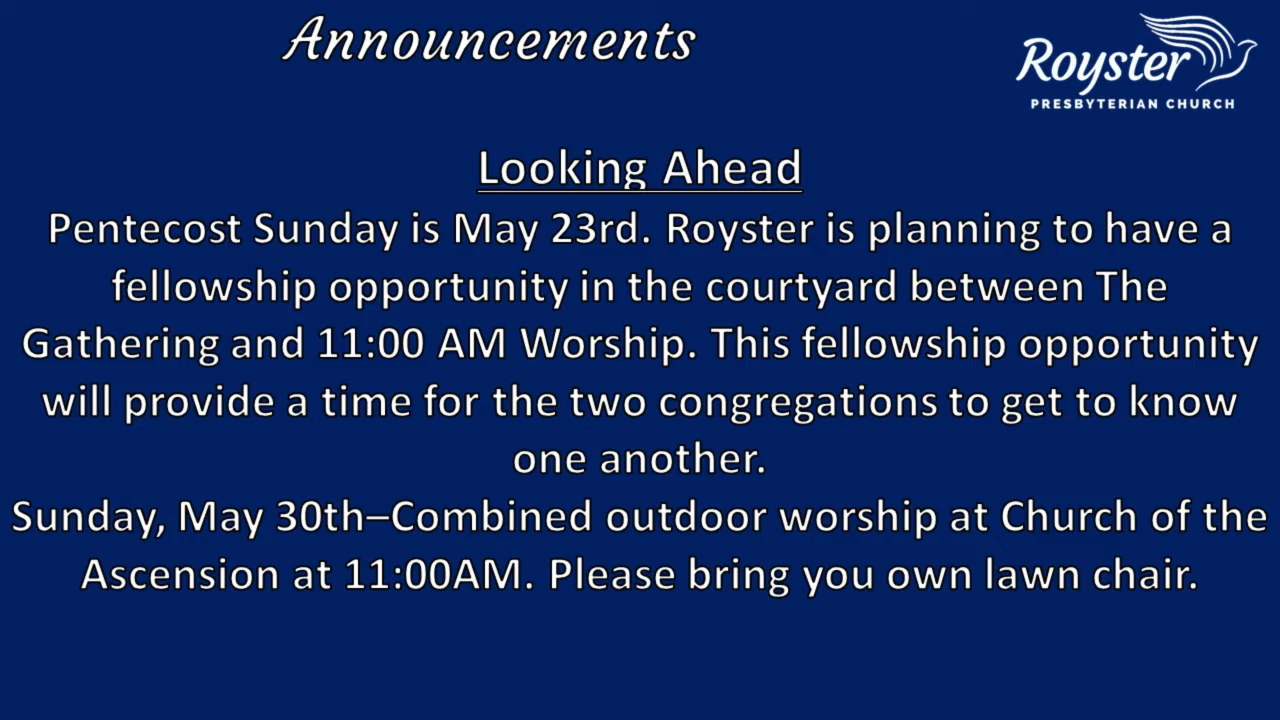 Announcements
Royster
PRESBYTERIAN CHURCH
Looking Ahead
Pentecost Sunday is May 23rd. Royster is planning to have a
fellowship opportunity in the courtyard between The
Gathering and 11:00 AM Worship. This fellowship opportunity
will provide a time for the two congregations to get to know
one another.
Sunday, May 30th–Combined outdoor worship at Church of the
Ascension at 11:00AM. Please bring you own lawn chair.